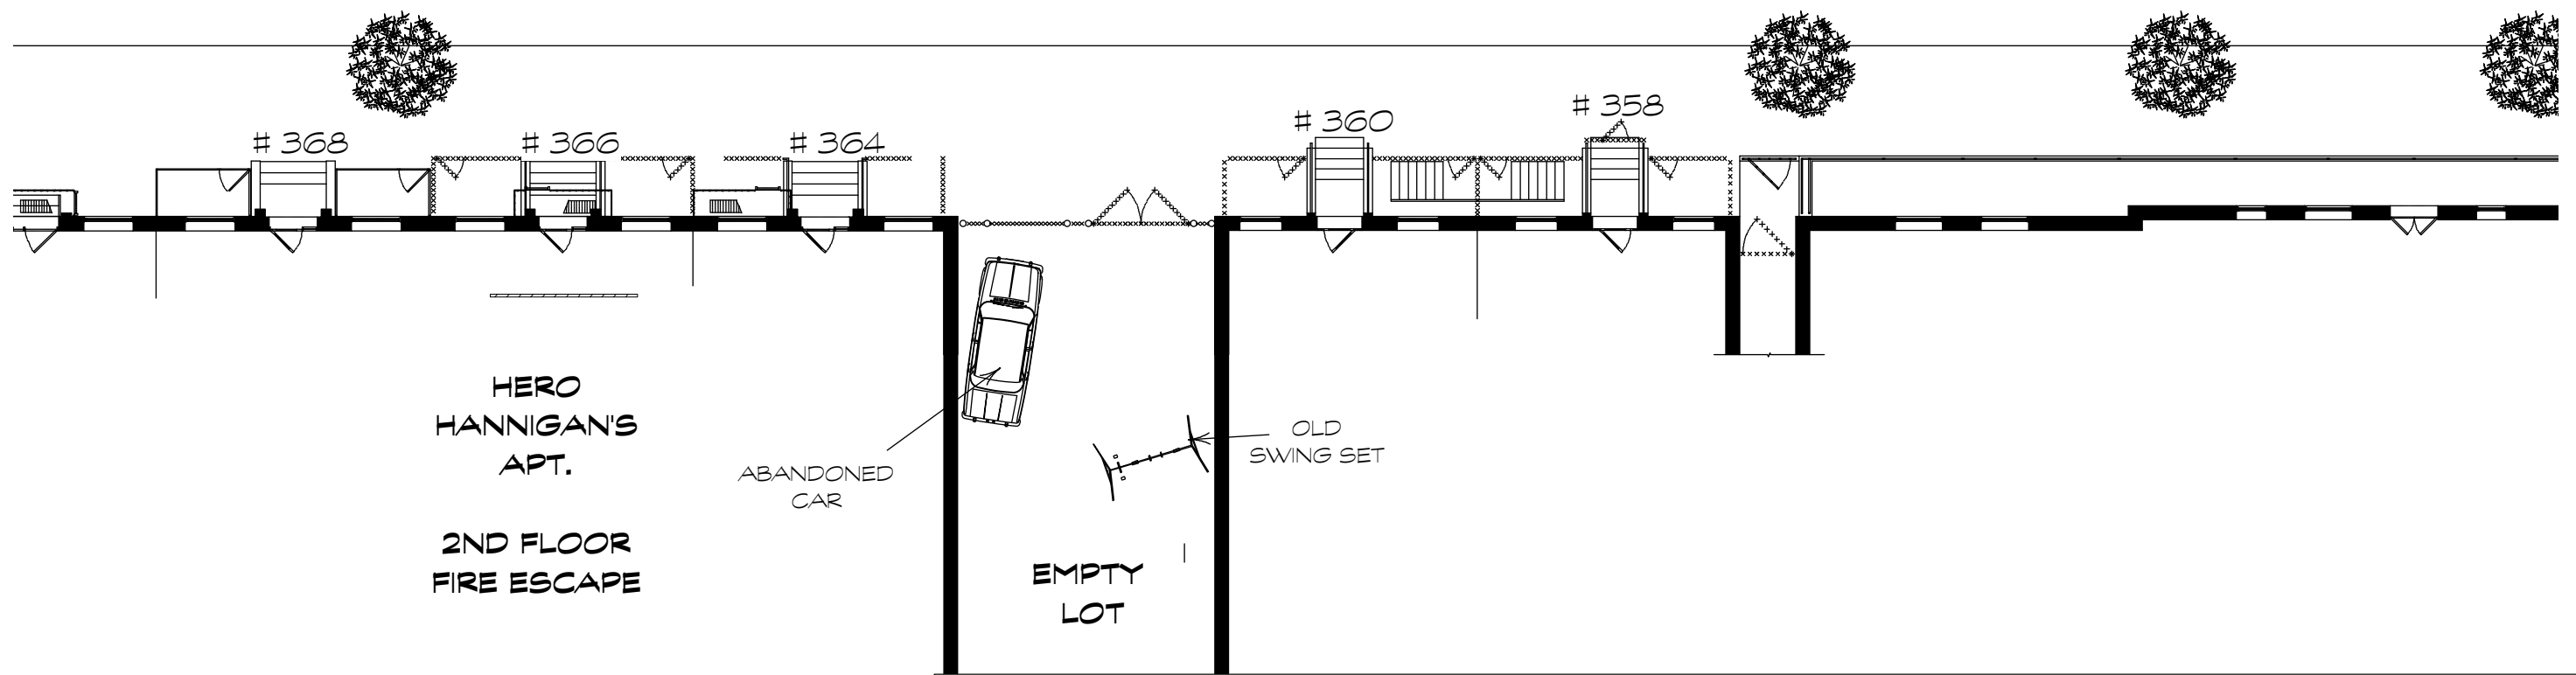 # 368
# 366
# 364
# 360
# 358
HERO
HANNIGAN'S
APT.
2ND FLOOR
FIRE ESCAPE
ABANDONED
CAR
OLD
SWING SET
EMPTY
LOT